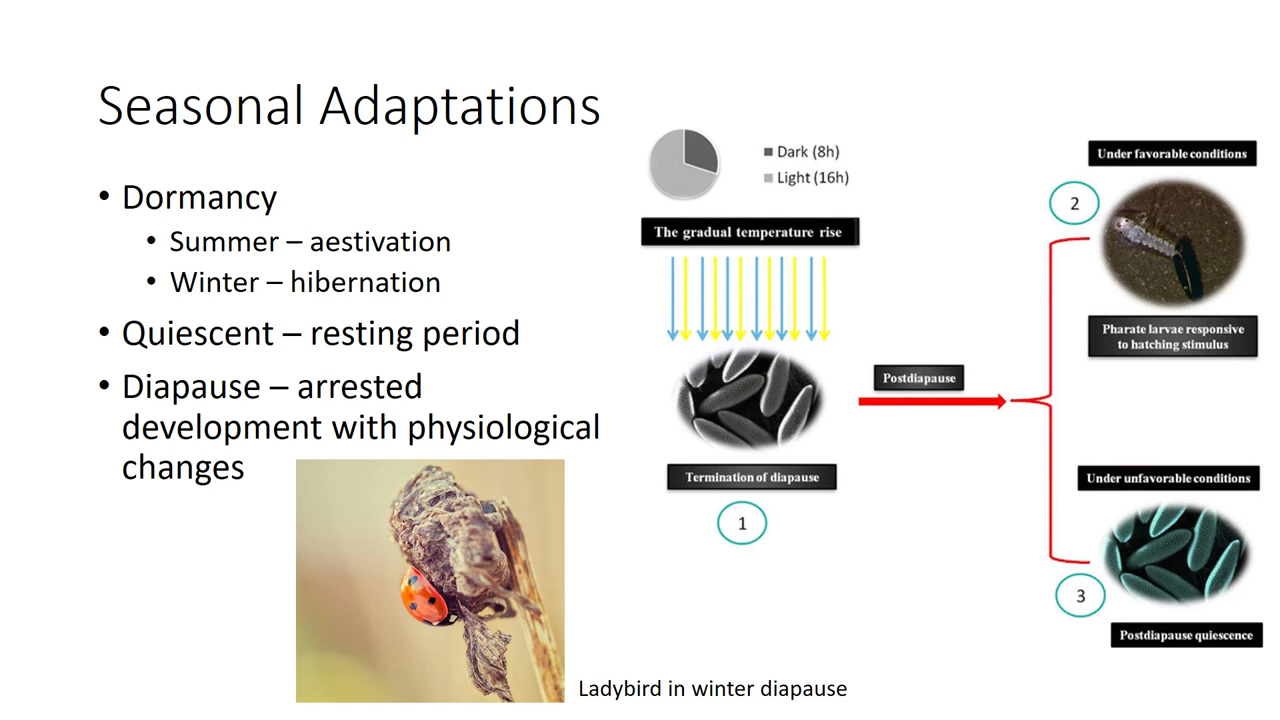 Seasonal Adaptations
• Dormancy
• Summer – aestivation
• Winter – hibernation
• Quiescent – resting period
• Diapause – arrested
development with physiological
changes
Ladybird in winter diapause
Dark (8h)
Light (16h)
The gradual temperature rise
Termination of diapause
1
Postdiapause
Under favorable conditions
2
Pharate larvae responsive
to hatching stimulus
Under unfavorable conditions
3
Postdiapause quiescence